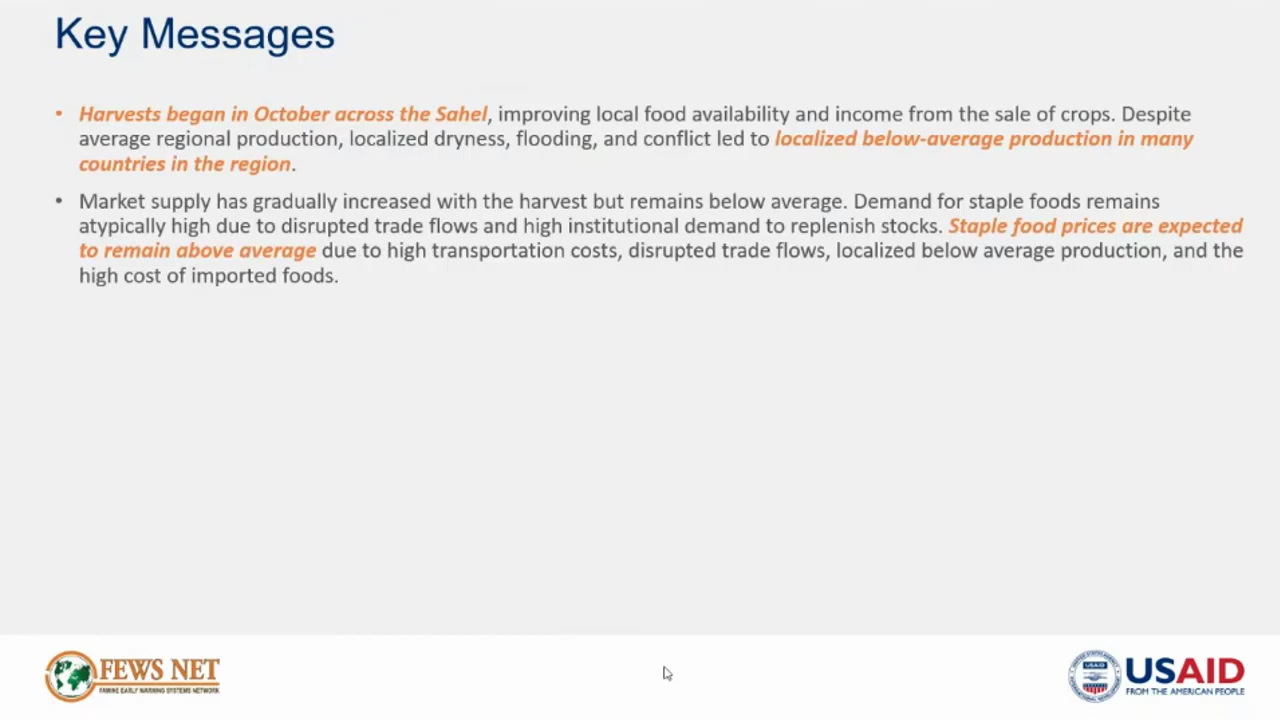 Key Messages
• Harvests began in October across the Sahel, improving local food availability and income from the sale of crops. Despite
average regional production, localized dryness, flooding, and conflict led to localized below-average production in many
countries in the region.
• Market supply has gradually increased with the harvest but remains below average. Demand for staple foods remains
atypically high due to disrupted trade flows and high institutional demand to replenish stocks. Staple food prices are expected
to remain above average due to high transportation costs, disrupted trade flows, localized below average production, and the
high cost of imported foods.
FEWS NET
FAMINE EARLY WARNING SYSTEMS NETWORK
USAID
USAID
FROM THE AMERICAN PEOPLE